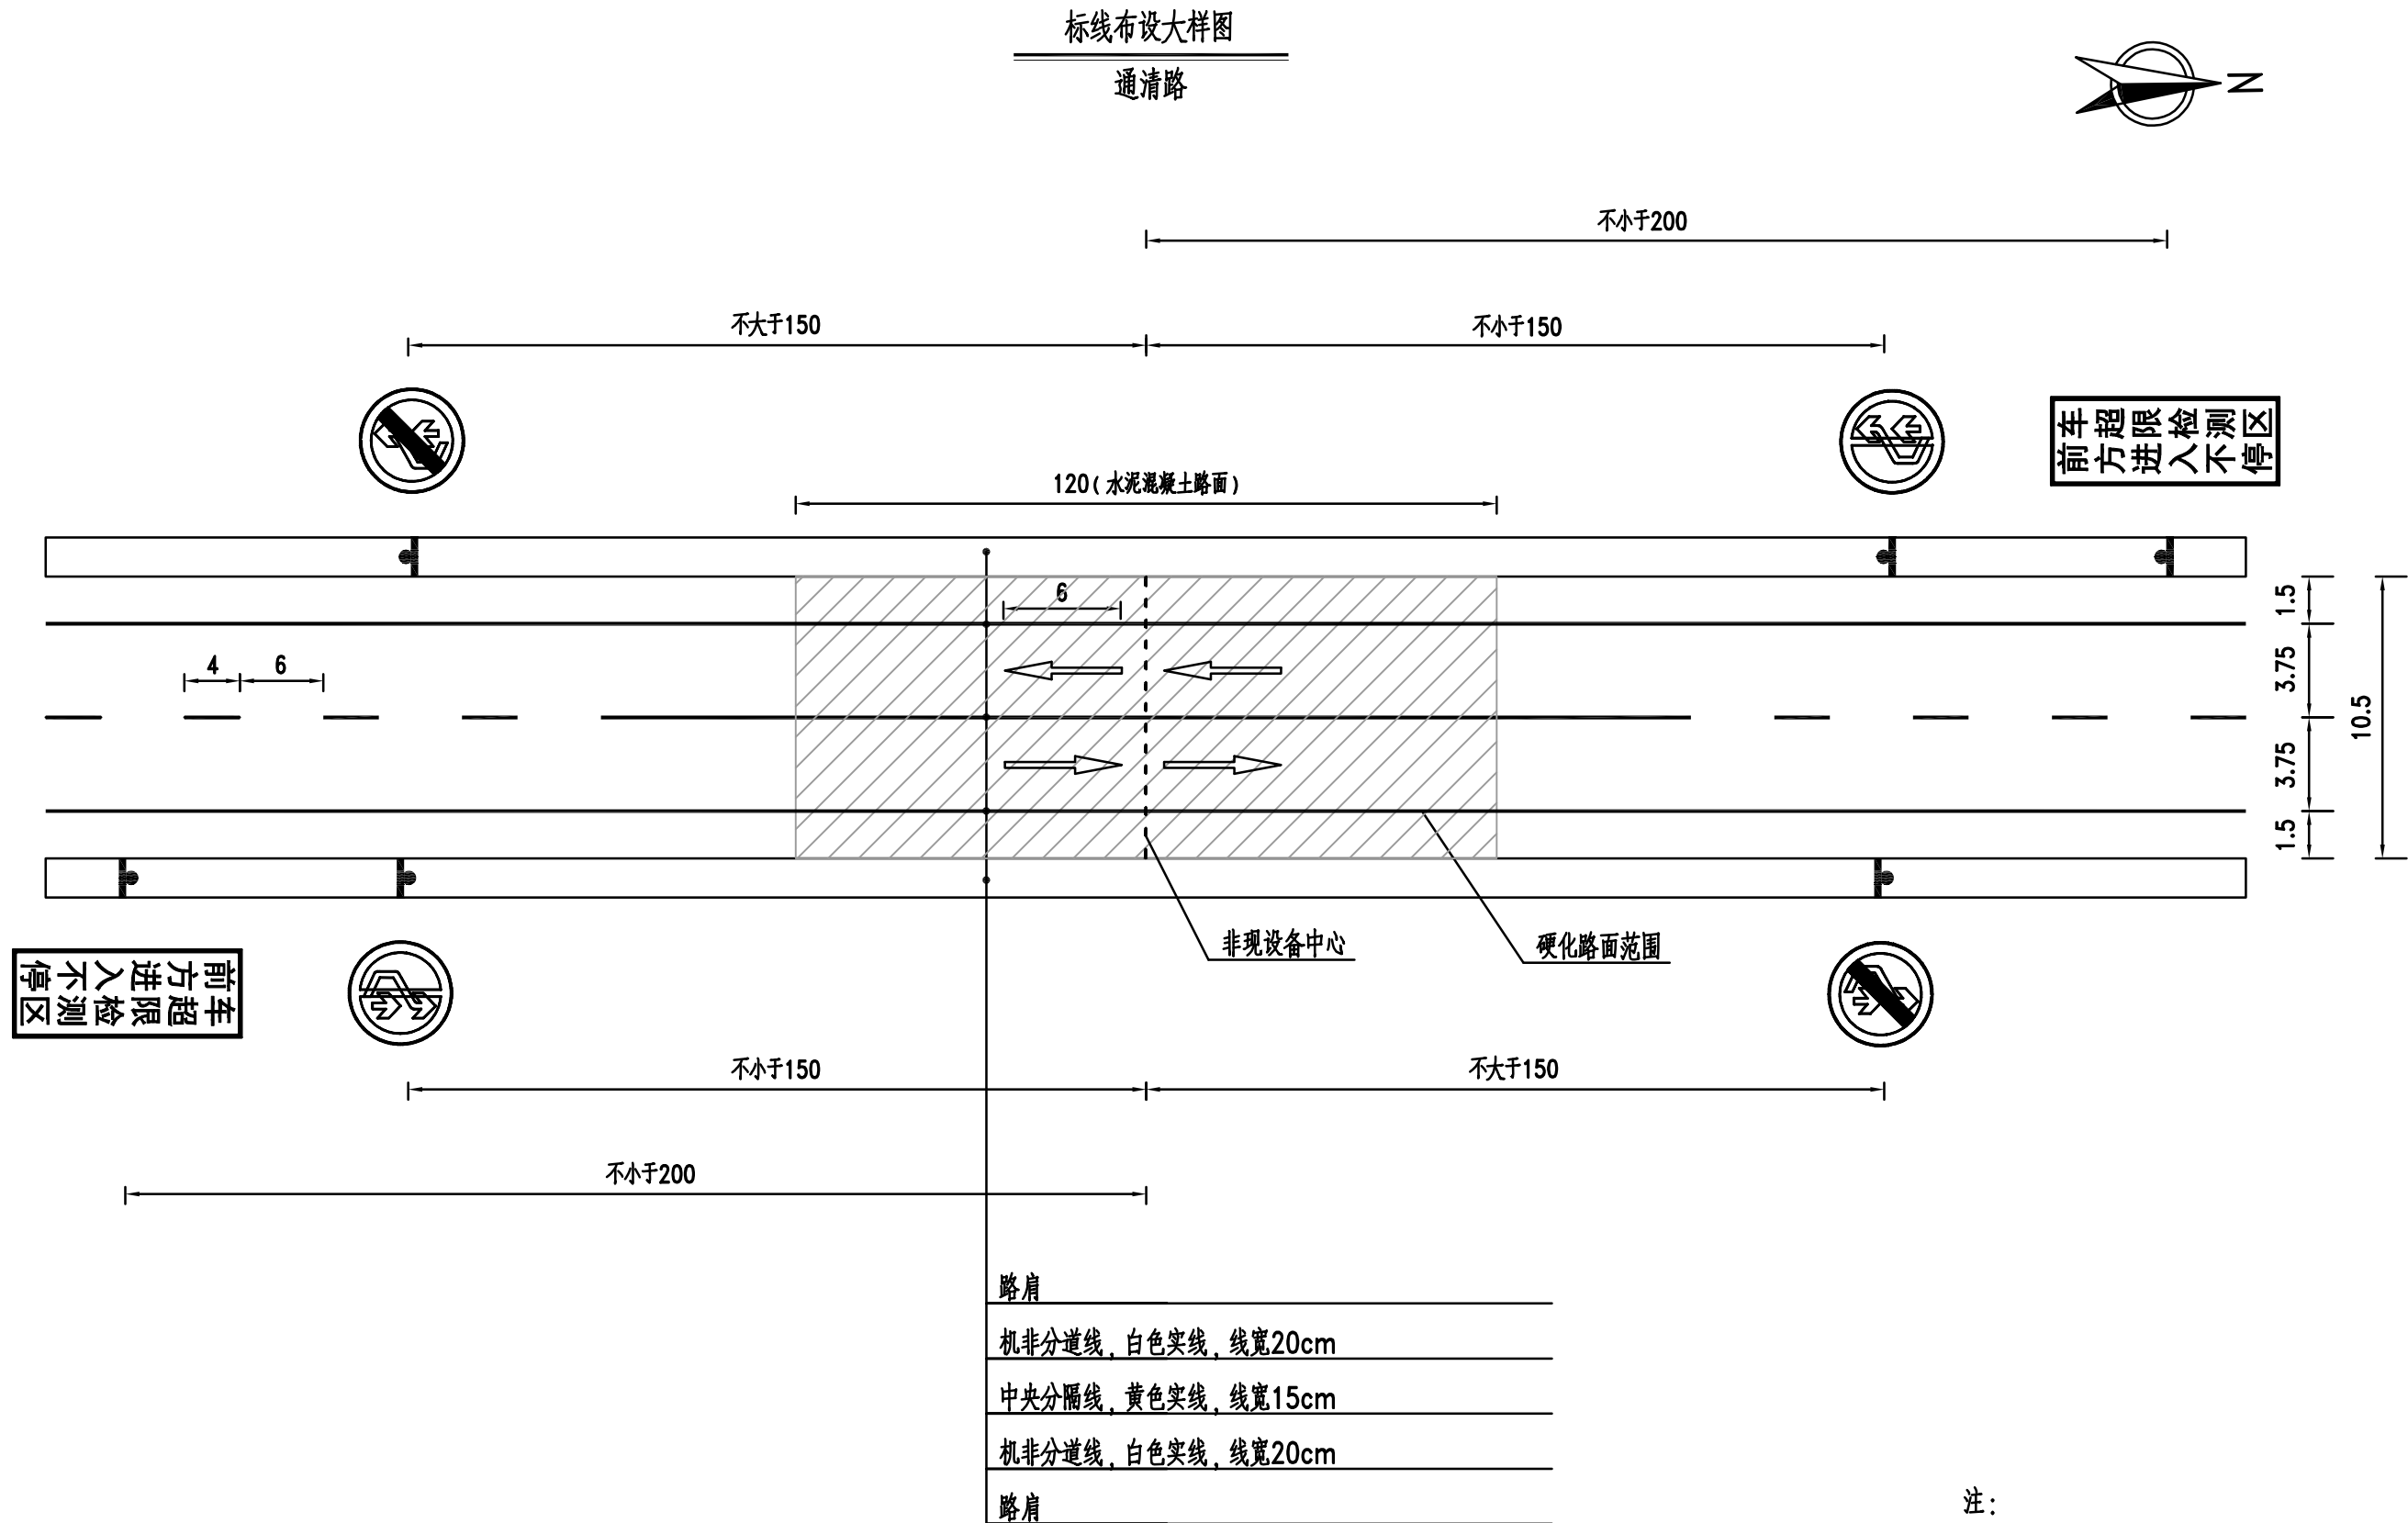 标线布设大样图
通清路
N
不小于200
不大于150
不小于150
前方进入不停
车超限检测区
120(水泥混凝土路面)
6
4
6
1.5
3.75
3.75
1.5
10.5
非现设备中心
硬化路面范围
前方进入不停
车超限检测区
不小于150
不大于150
不小于200
路肩
机非分道线,白色实线,线宽20cm
中央分隔线,黄色实线,线宽15cm
机非分道线,白色实线,线宽20cm
路肩
注: